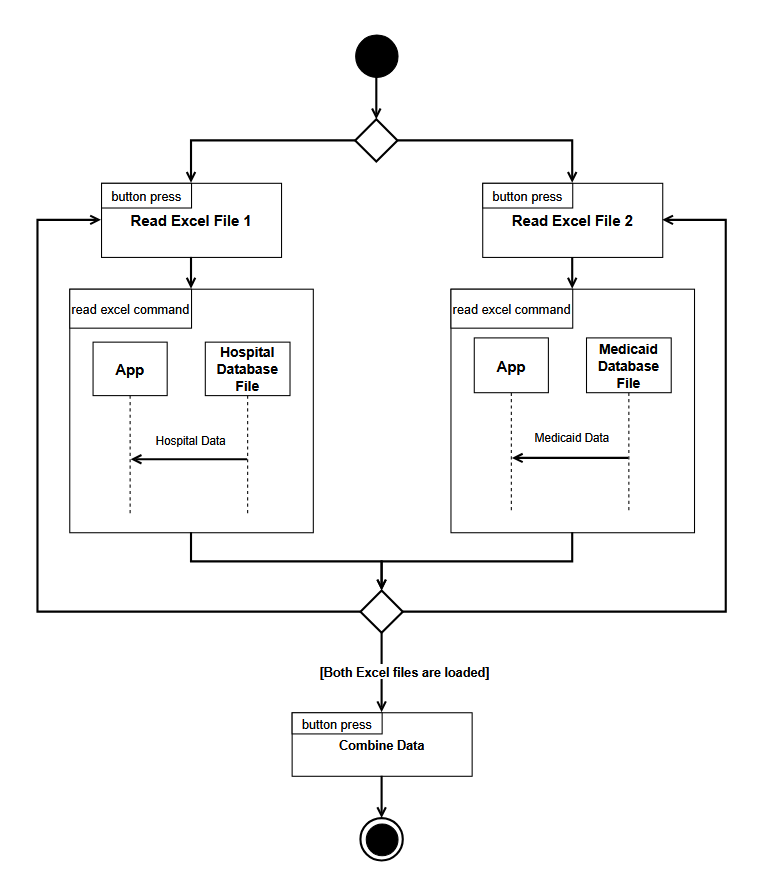 button press
Read Excel File 1
button press
Read Excel File 2
read excel command
App
Hospital
Database
File
Hospital Data
read excel command
App
Medicaid
Database
File
Medicaid Data
[Both Excel files are loaded]
button press
Combine Data